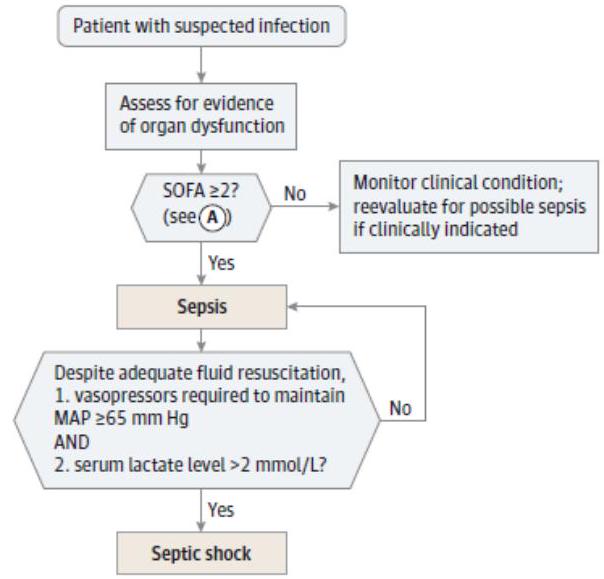 Patient with suspected infection
Assess for evidence
of organ dysfunction
SOFA ≥2?
(see A)
No
Monitor clinical condition;
reevaluate for possible sepsis
if clinically indicated
Yes
Sepsis
Despite adequate fluid resuscitation,
1. vasopressors required to maintain
MAP ≥65 mm Hg
AND
2. serum lactate level >2 mmol/L?
No
Yes
Septic shock